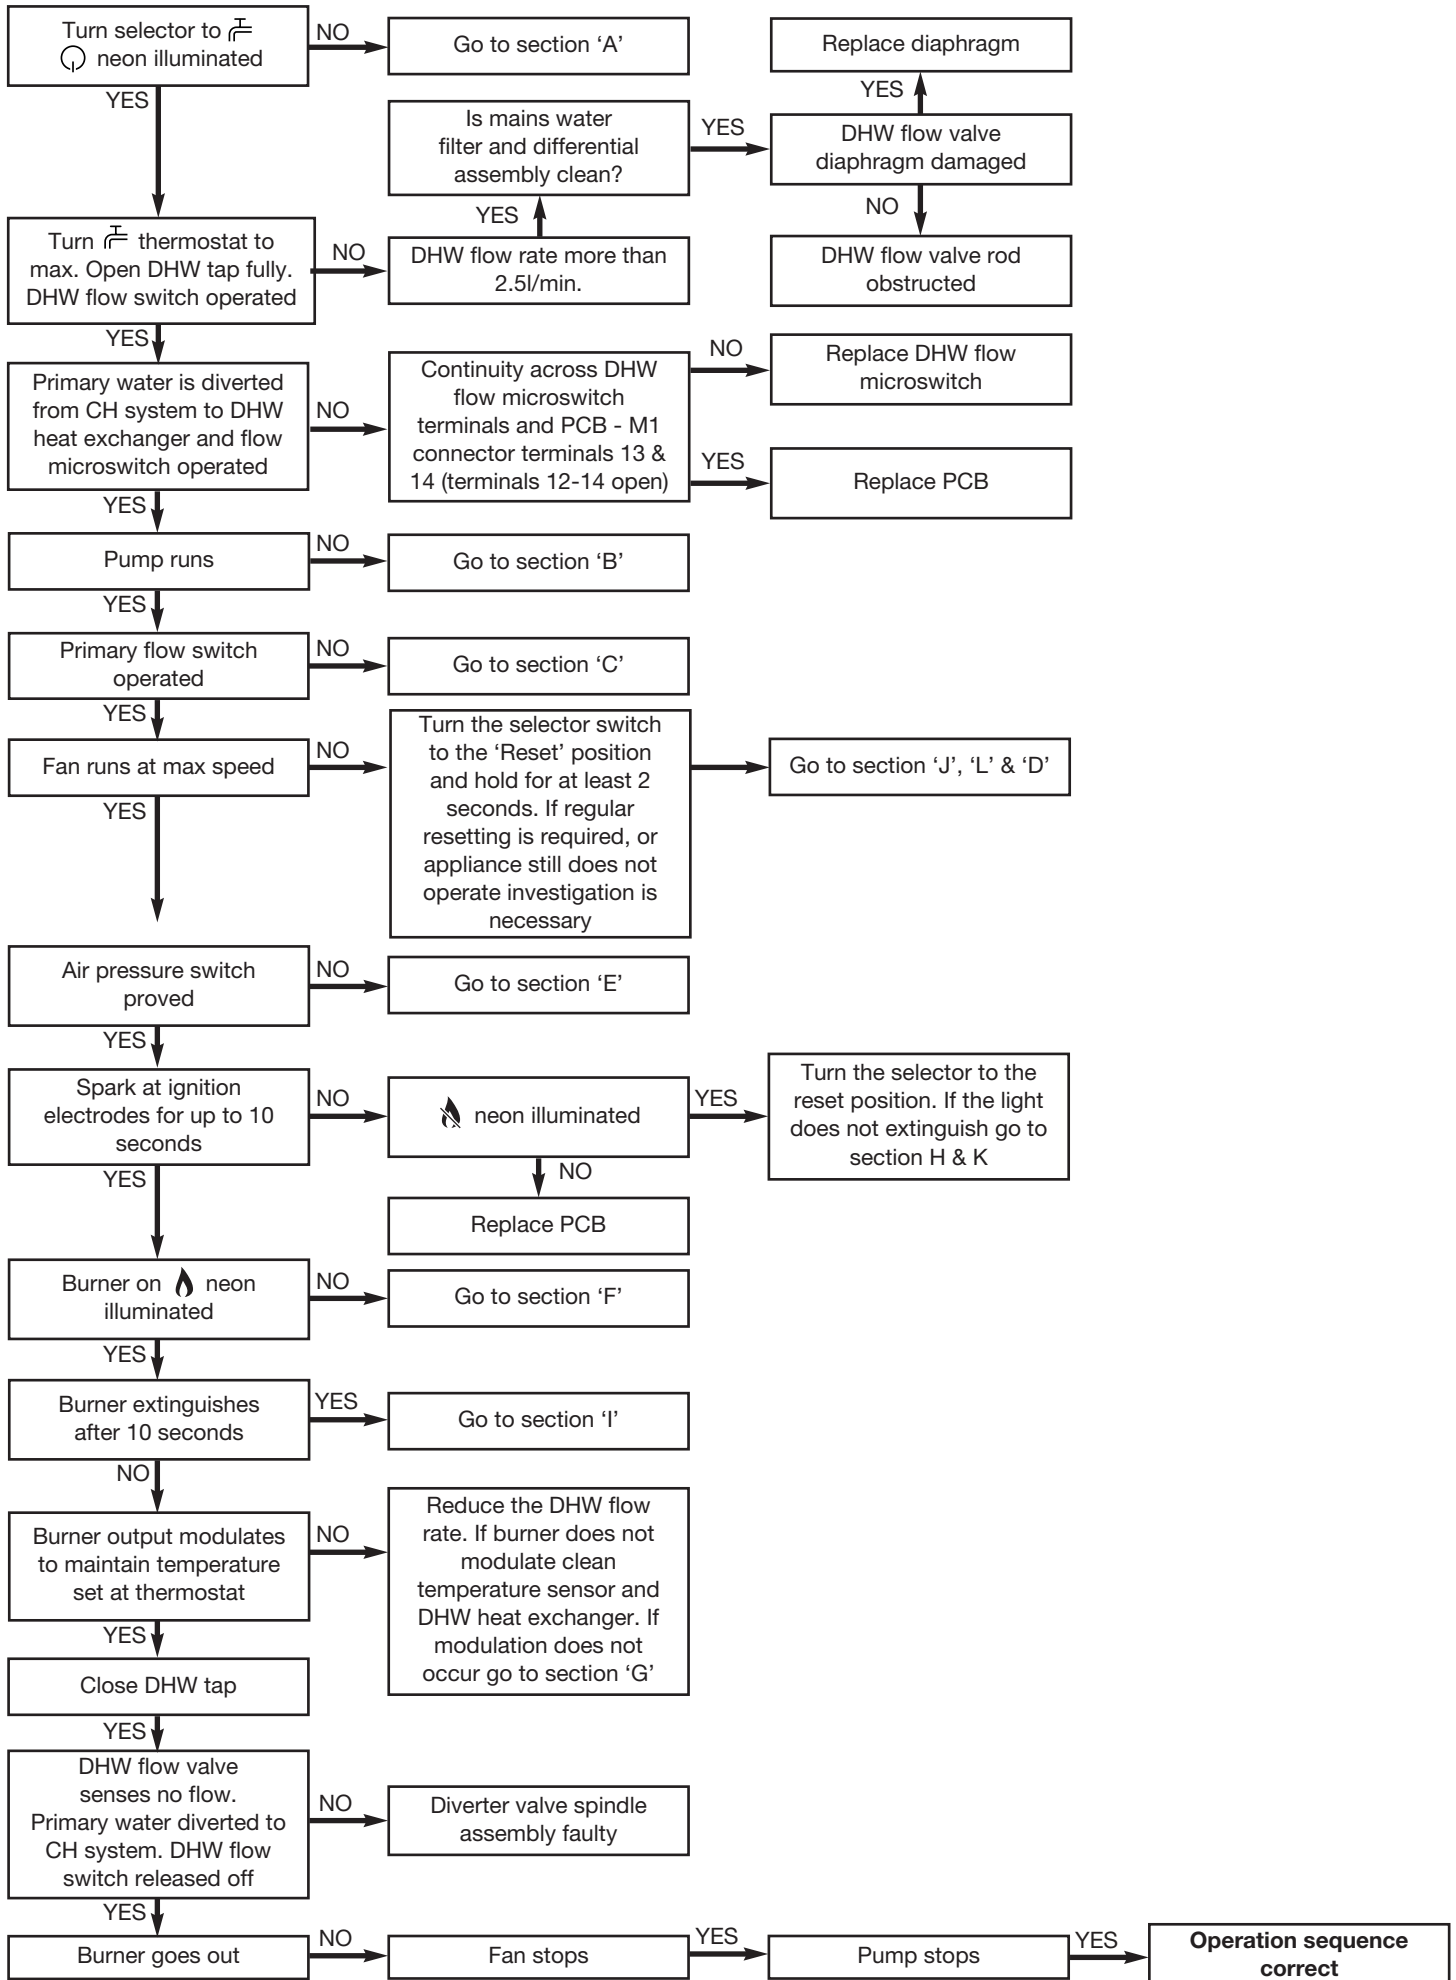 Turn selector to
neon illuminated
NO
Go to section ‘A’
Replace diaphragm
YES
YES
Is mains water
filter and differential
assembly clean?
YES
DHW flow valve
diaphragm damaged
YES
NO
Turn thermostat to
max. Open DHW tap fully.
DHW flow switch operated
NO
DHW flow rate more than
2.5l/min.
DHW flow valve rod
obstructed
YES
Primary water is diverted
from CH system to DHW
heat exchanger and flow
microswitch operated
NO
Continuity across DHW
flow microswitch
terminals and PCB - M1
connector terminals 13 &
14 (terminals 12-14 open)
NO
Replace DHW flow
microswitch
YES
Replace PCB
YES
Pump runs
NO
Go to section ‘B’
YES
Primary flow switch
operated
NO
Go to section ‘C’
YES
Fan runs at max speed
NO
Turn the selector switch
to the ‘Reset’ position
and hold for at least 2
seconds. If regular
resetting is required, or
appliance still does not
operate investigation is
necessary
Go to section ‘J’, ‘L’ & ‘D’
YES
Air pressure switch
proved
NO
Go to section ‘E’
YES
Spark at ignition
electrodes for up to 10
seconds
NO
neon illuminated
YES
Turn the selector to the
reset position. If the light
does not extinguish go to
section H & K
YES
NO
Replace PCB
Burner on neon
illuminated
NO
Go to section ‘F’
YES
Burner extinguishes
after 10 seconds
YES
Go to section ‘I’
NO
Burner output modulates
to maintain temperature
set at thermostat
NO
Reduce the DHW flow
rate. If burner does not
modulate clean
temperature sensor and
DHW heat exchanger. If
modulation does not
occur go to section ‘G’
YES
Close DHW tap
YES
DHW flow valve
senses no flow.
Primary water diverted to
CH system. DHW flow
switch released off
NO
Diverter valve spindle
assembly faulty
YES
Burner goes out
NO
Fan stops
YES
Pump stops
YES
Operation sequence
correct